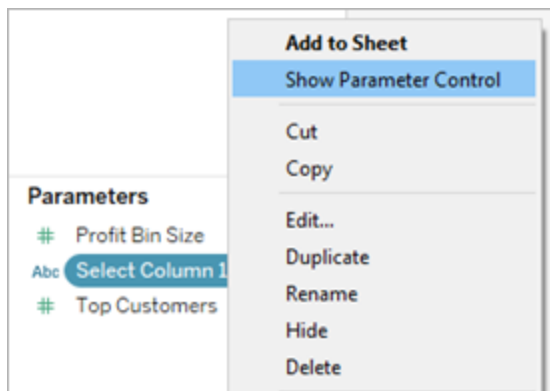 Add to Sheet
Show Parameter Control
Cut
Copy
Edit...
Duplicate
Rename
Hide
Delete
Parameters
# Profit Bin Size
Abc Select Column 1
# Top Customers